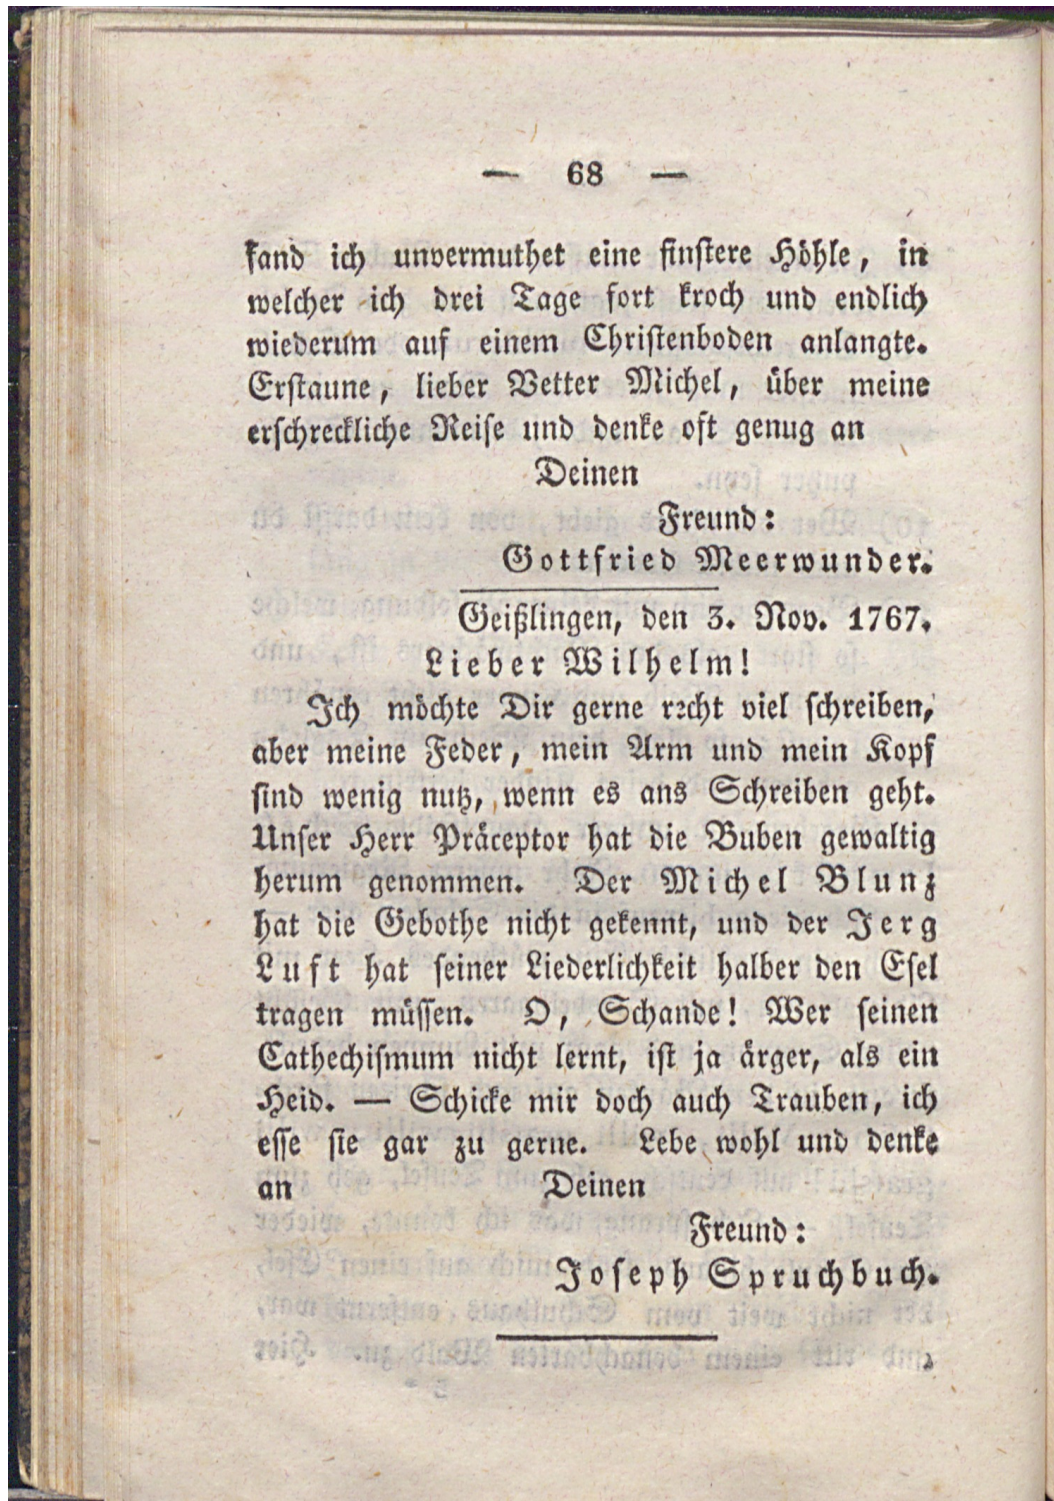 — 68 —
fand ich unvermuthet eine finstere Höhle, in
welcher ich drei Tage fort kroch und endlich
wiederum auf einem Christenboden anlangte.
Erstaune, lieber Vetter Michel, über meine
erschreckliche Reise und denke oft genug an
Deinen
Freund:
Gottfried Meerwunder.
Geißlingen, den 3. Nov. 1767.
Lieber Wilhelm!
Ich möchte Dir gerne recht viel schreiben,
aber meine Feder, mein Arm und mein Kopf
sind wenig nutz, wenn es ans Schreiben geht.
Unser Herr Präceptor hat die Buben gewaltig
herum genommen. Der Michel Blunz
hat die Gebothe nicht gekennt, und der Jerg
Luft hat seiner Liederlichkeit halber den Esel
tragen müssen. O, Schande! Wer seinen
Cathechismum nicht lernt, ist ja ärger, als ein
Heid. — Schicke mir doch auch Trauben, ich
esse sie gar zu gerne. Lebe wohl und denke
an Deinen
Freund:
Joseph Spruchbuch.